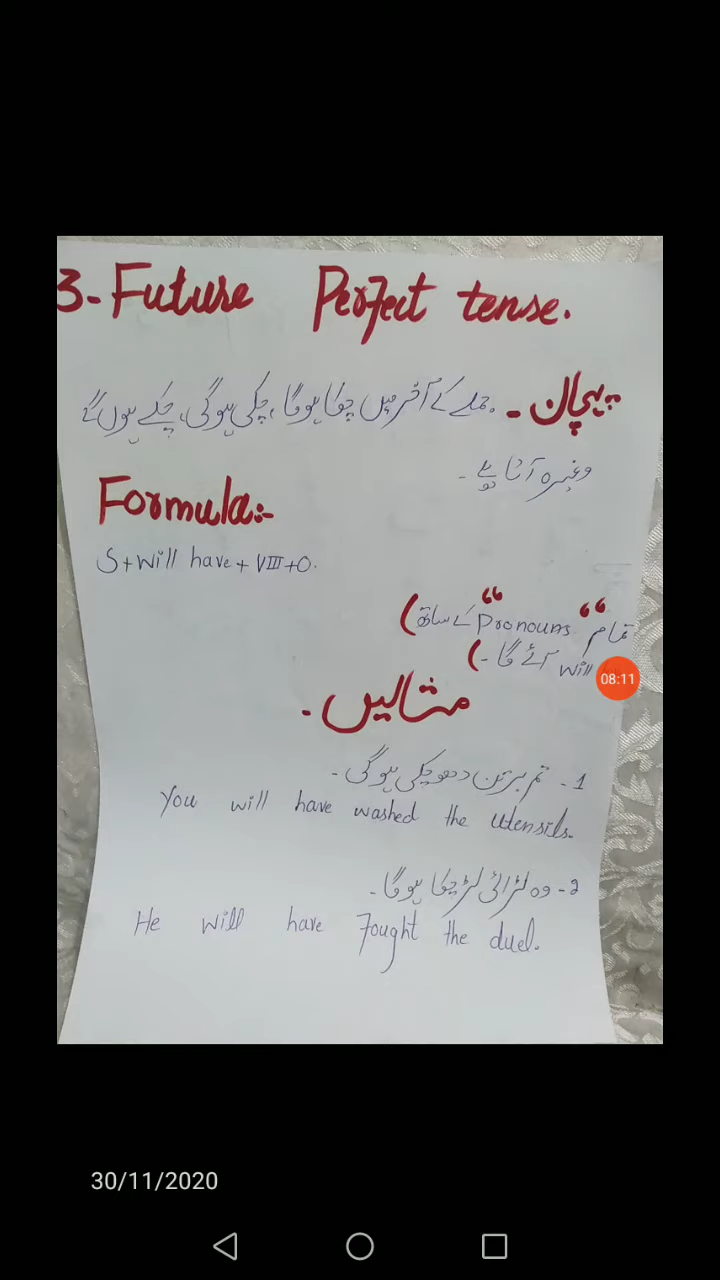 3-Future Perfect tense.
پہچان - جملے کے آخر میں چکا ہوگا، چکی ہوگی، چکے ہوں گے
وغیرہ آتا ہے -
Formula:-
S+Will have + VIII+O.
تمام "Pronouns" کے ساتھ)
will آئے گا -)
08:11
مثالیں -
1 - تم برتن دھو چکی ہوگی -
You will have washed the utensils.
2 - وہ لڑائی لڑ چکا ہوگا -
He will have fought the duel.
30/11/2020